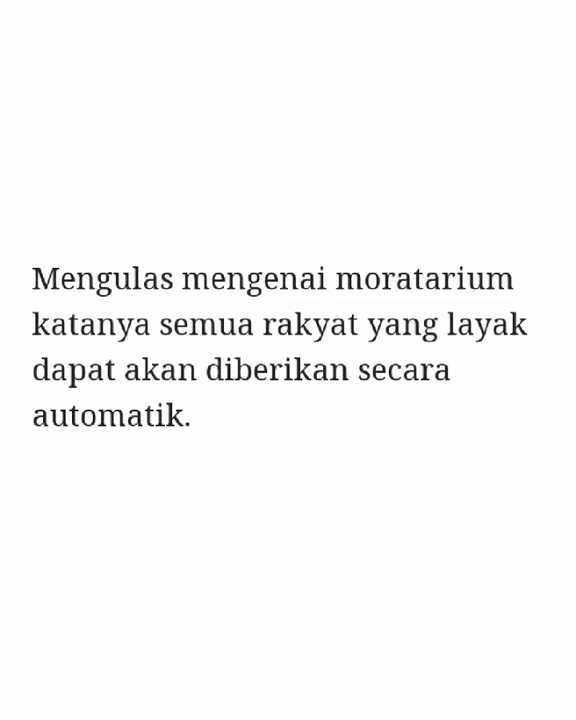 Mengulas mengenai moratarium
katanya semua rakyat yang layak
dapat akan diberikan secara
automatik.